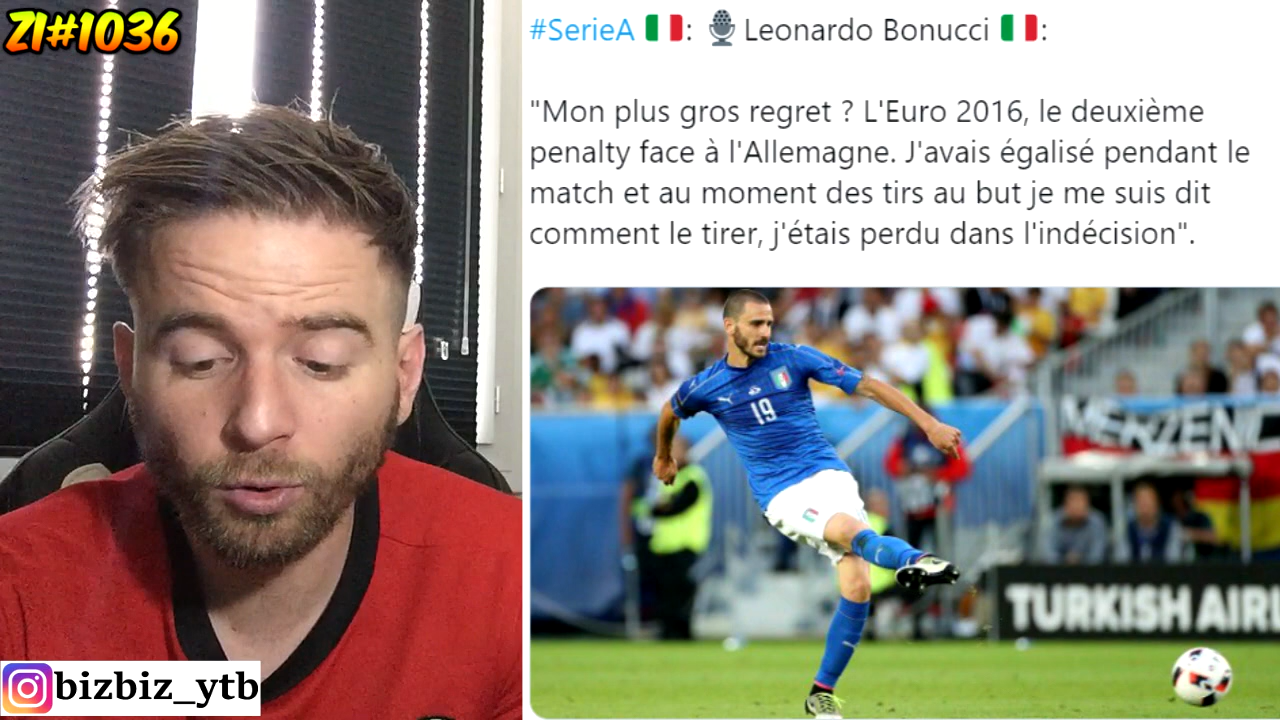 ZI#1036
#SerieA 🇮🇹: 🎙Leonardo Bonucci 🇮🇹:
"Mon plus gros regret ? L'Euro 2016, le deuxième
penalty face à l'Allemagne. J'avais égalisé pendant le
match et au moment des tirs au but je me suis dit
comment le tirer, j'étais perdu dans l'indécision".
19
TURKISH AIRL
bizbiz_ytb